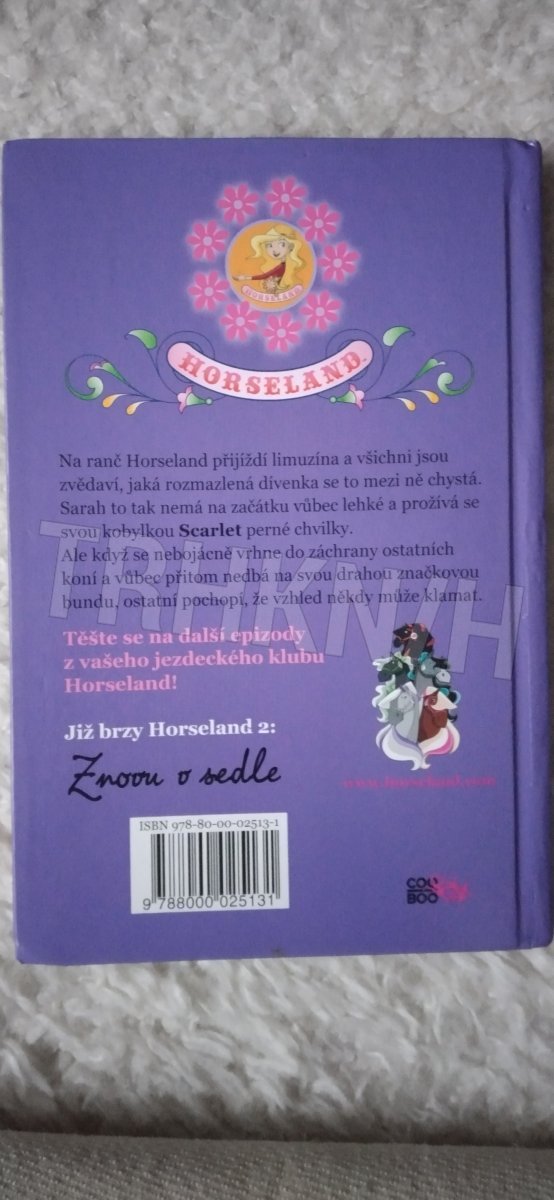 HORSELAND
HORSELAND™
Na ranč Horseland přijíždí limuzína a všichni jsou
zvědaví, jaká rozmazlená dívenka se to mezi ně chystá.
Sarah to tak nemá na začátku vůbec lehké a prožívá se
svou kobylkou Scarlet perné chvilky.
Ale když se nebojácně vrhne do záchrany ostatních
koní a vůbec přitom nedbá na svou drahou značkovou
bundu, ostatní pochopí, že vzhled někdy může klamat.
TRHKNIH
Těšte se na další epizody
z vašeho jezdeckého klubu
Horseland!
Již brzy Horseland 2:
Znovu v sedle
www.horseland.com
ISBN 978-80-00-02513-1
9 788000 025131
COO
BOO